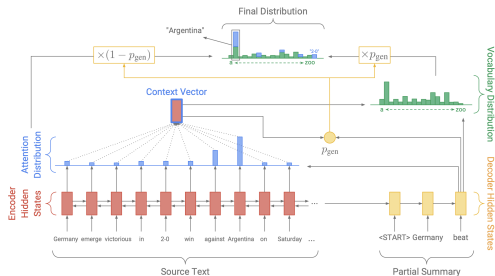 Final Distribution
"Argentina"
"2-0"
×(1 − pgen)
×pgen
a
zoo
Context Vector
a
zoo
Vocabulary Distribution
Attention
Distribution
pgen
Encoder
Hidden
States
Decoder Hidden States
...
Germany emerge victorious in 2-0 win against Argentina on Saturday ...
<START> Germany beat
Source Text
Partial Summary